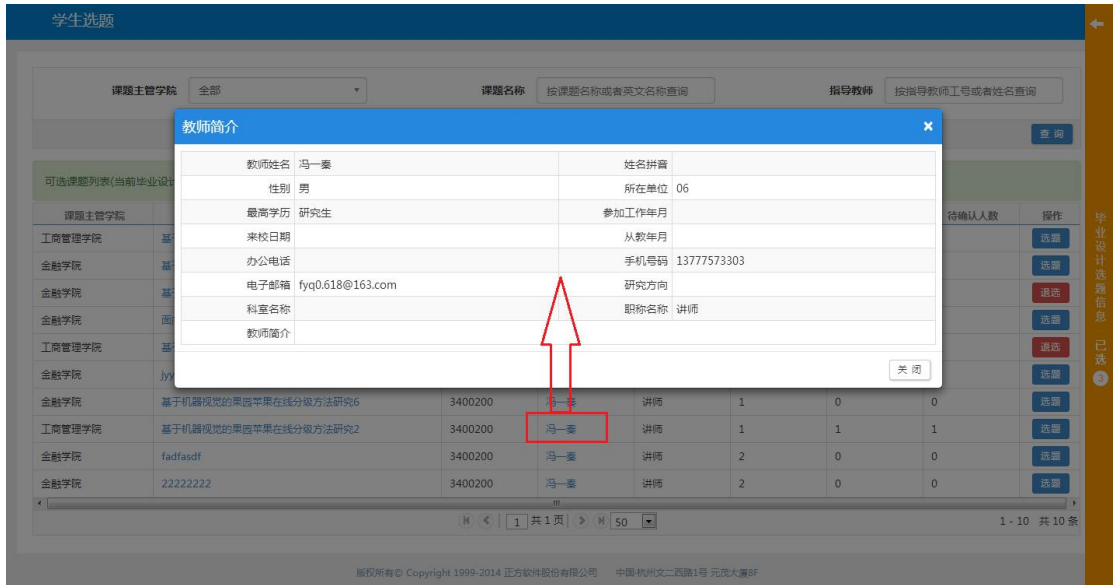 学生选题
课题主管学院 全部 课题名称 按课题名称或者英文名称查询 指导教师 按指导教师工号或者姓名查询
教师简介 ×
查 询
教师姓名 冯一秦 姓名拼音
可选课题列表(当前毕业设计
性别 男 所在单位 06
最高学历 研究生 参加工作年月
课题主管学院 待确认人数 操作
来校日期 从教年月
工商管理学院 基于 选题
办公电话 手机号码 13777573303
金融学院 基于 选题
电子邮箱 fyq0.618@163.com 研究方向
金融学院 基于 退选
科室名称 职称名称 讲师
金融学院 面向 选题
教师简介
工商管理学院 基于 退选
关 闭
金融学院 jyy 选题
金融学院 基于机器视觉的果园苹果在线分级方法研究6 3400200 冯一秦 讲师 1 0 0 选题
工商管理学院 基于机器视觉的果园苹果在线分级方法研究2 3400200 冯一秦 讲师 1 1 1 选题
金融学院 fadfasdf 3400200 冯一秦 讲师 2 0 0 选题
金融学院 22222222 3400200 冯一秦 讲师 2 0 0 选题
1 共 1 页 50 1 - 10 共 10 条
版权所有© Copyright 1999-2014 正方软件股份有限公司 中国·杭州文二西路1号 元茂大厦8F
毕业设计选题信息 已选 3